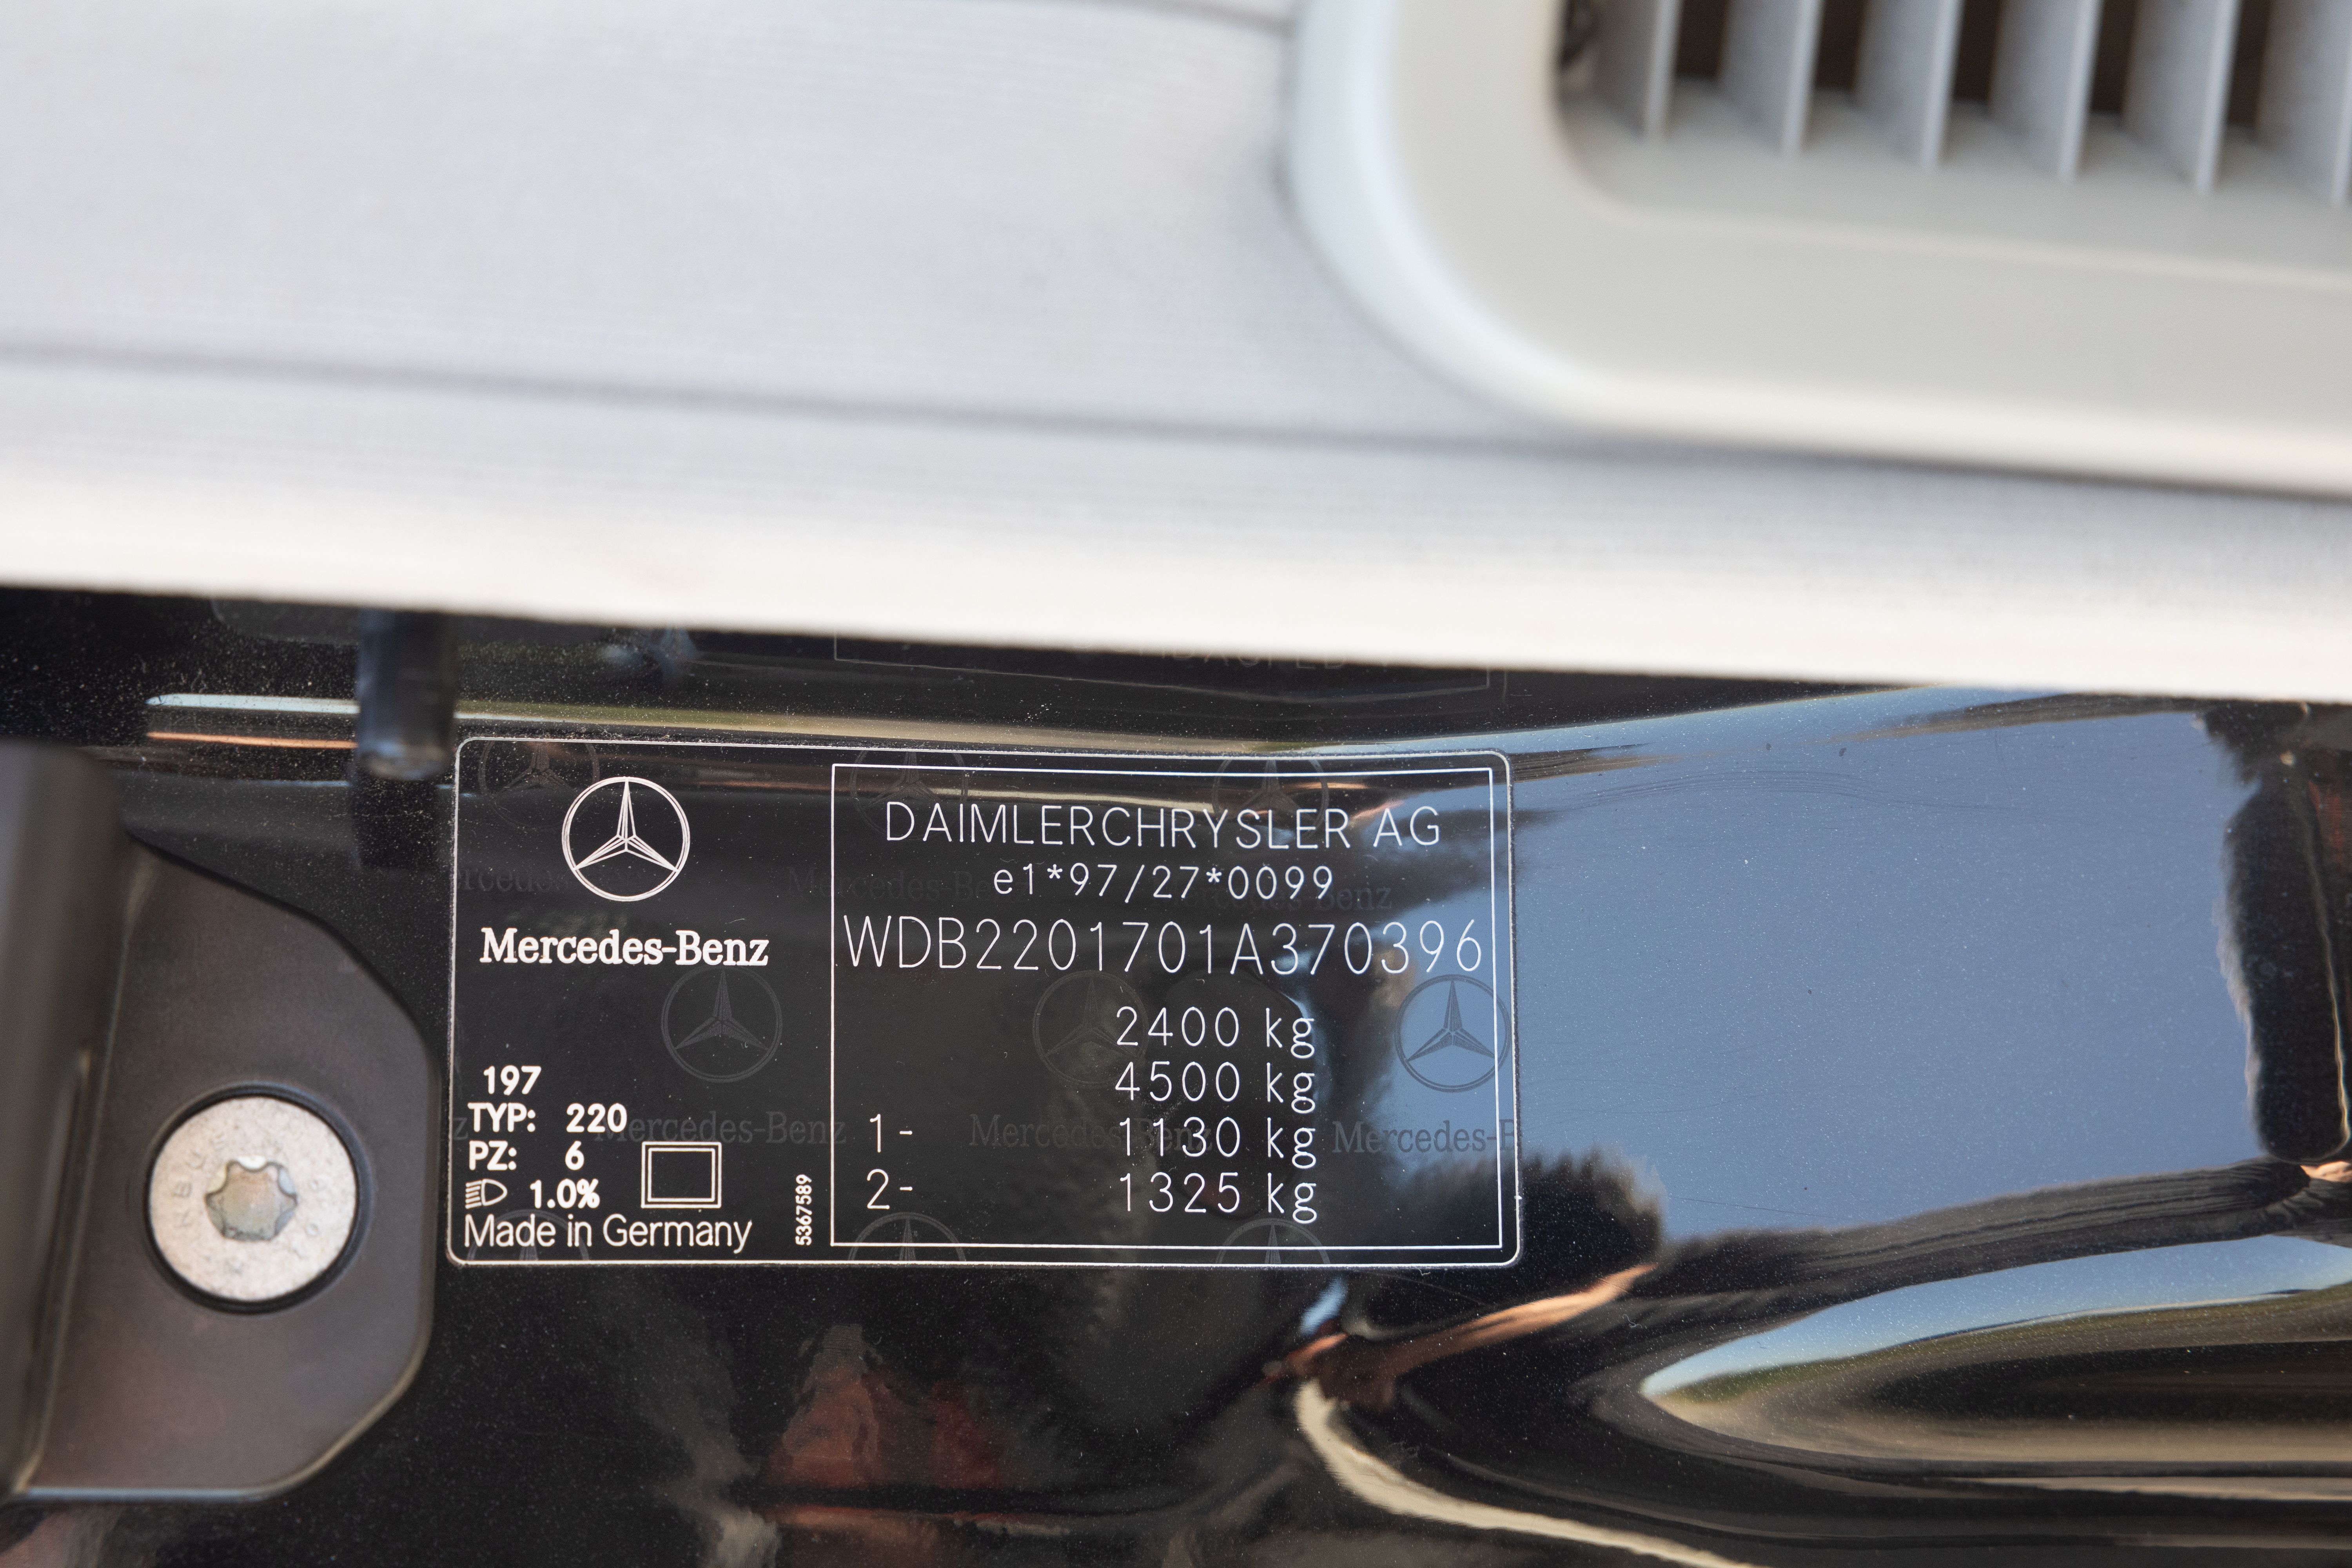 Mercedes-Benz
197
TYP: 220
PZ: 6
1.0%
Made in Germany
5367589
DAIMLERCHRYSLER AG
e1*97/27*0099
WDB2201701A370396
2400 kg
4500 kg
1- 1130 kg
2- 1325 kg